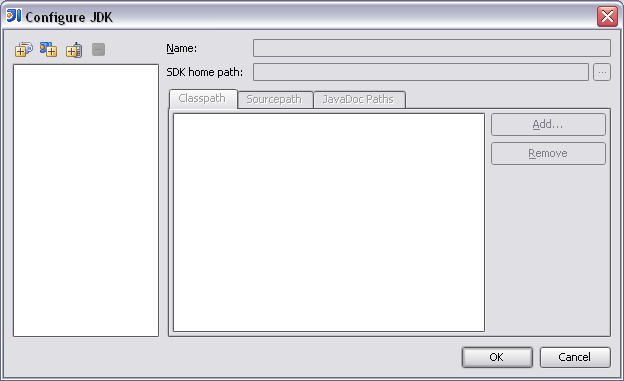 Configure JDK
Name:
SDK home path:
...
Classpath Sourcepath JavaDoc Paths
Add...
Remove
OK Cancel